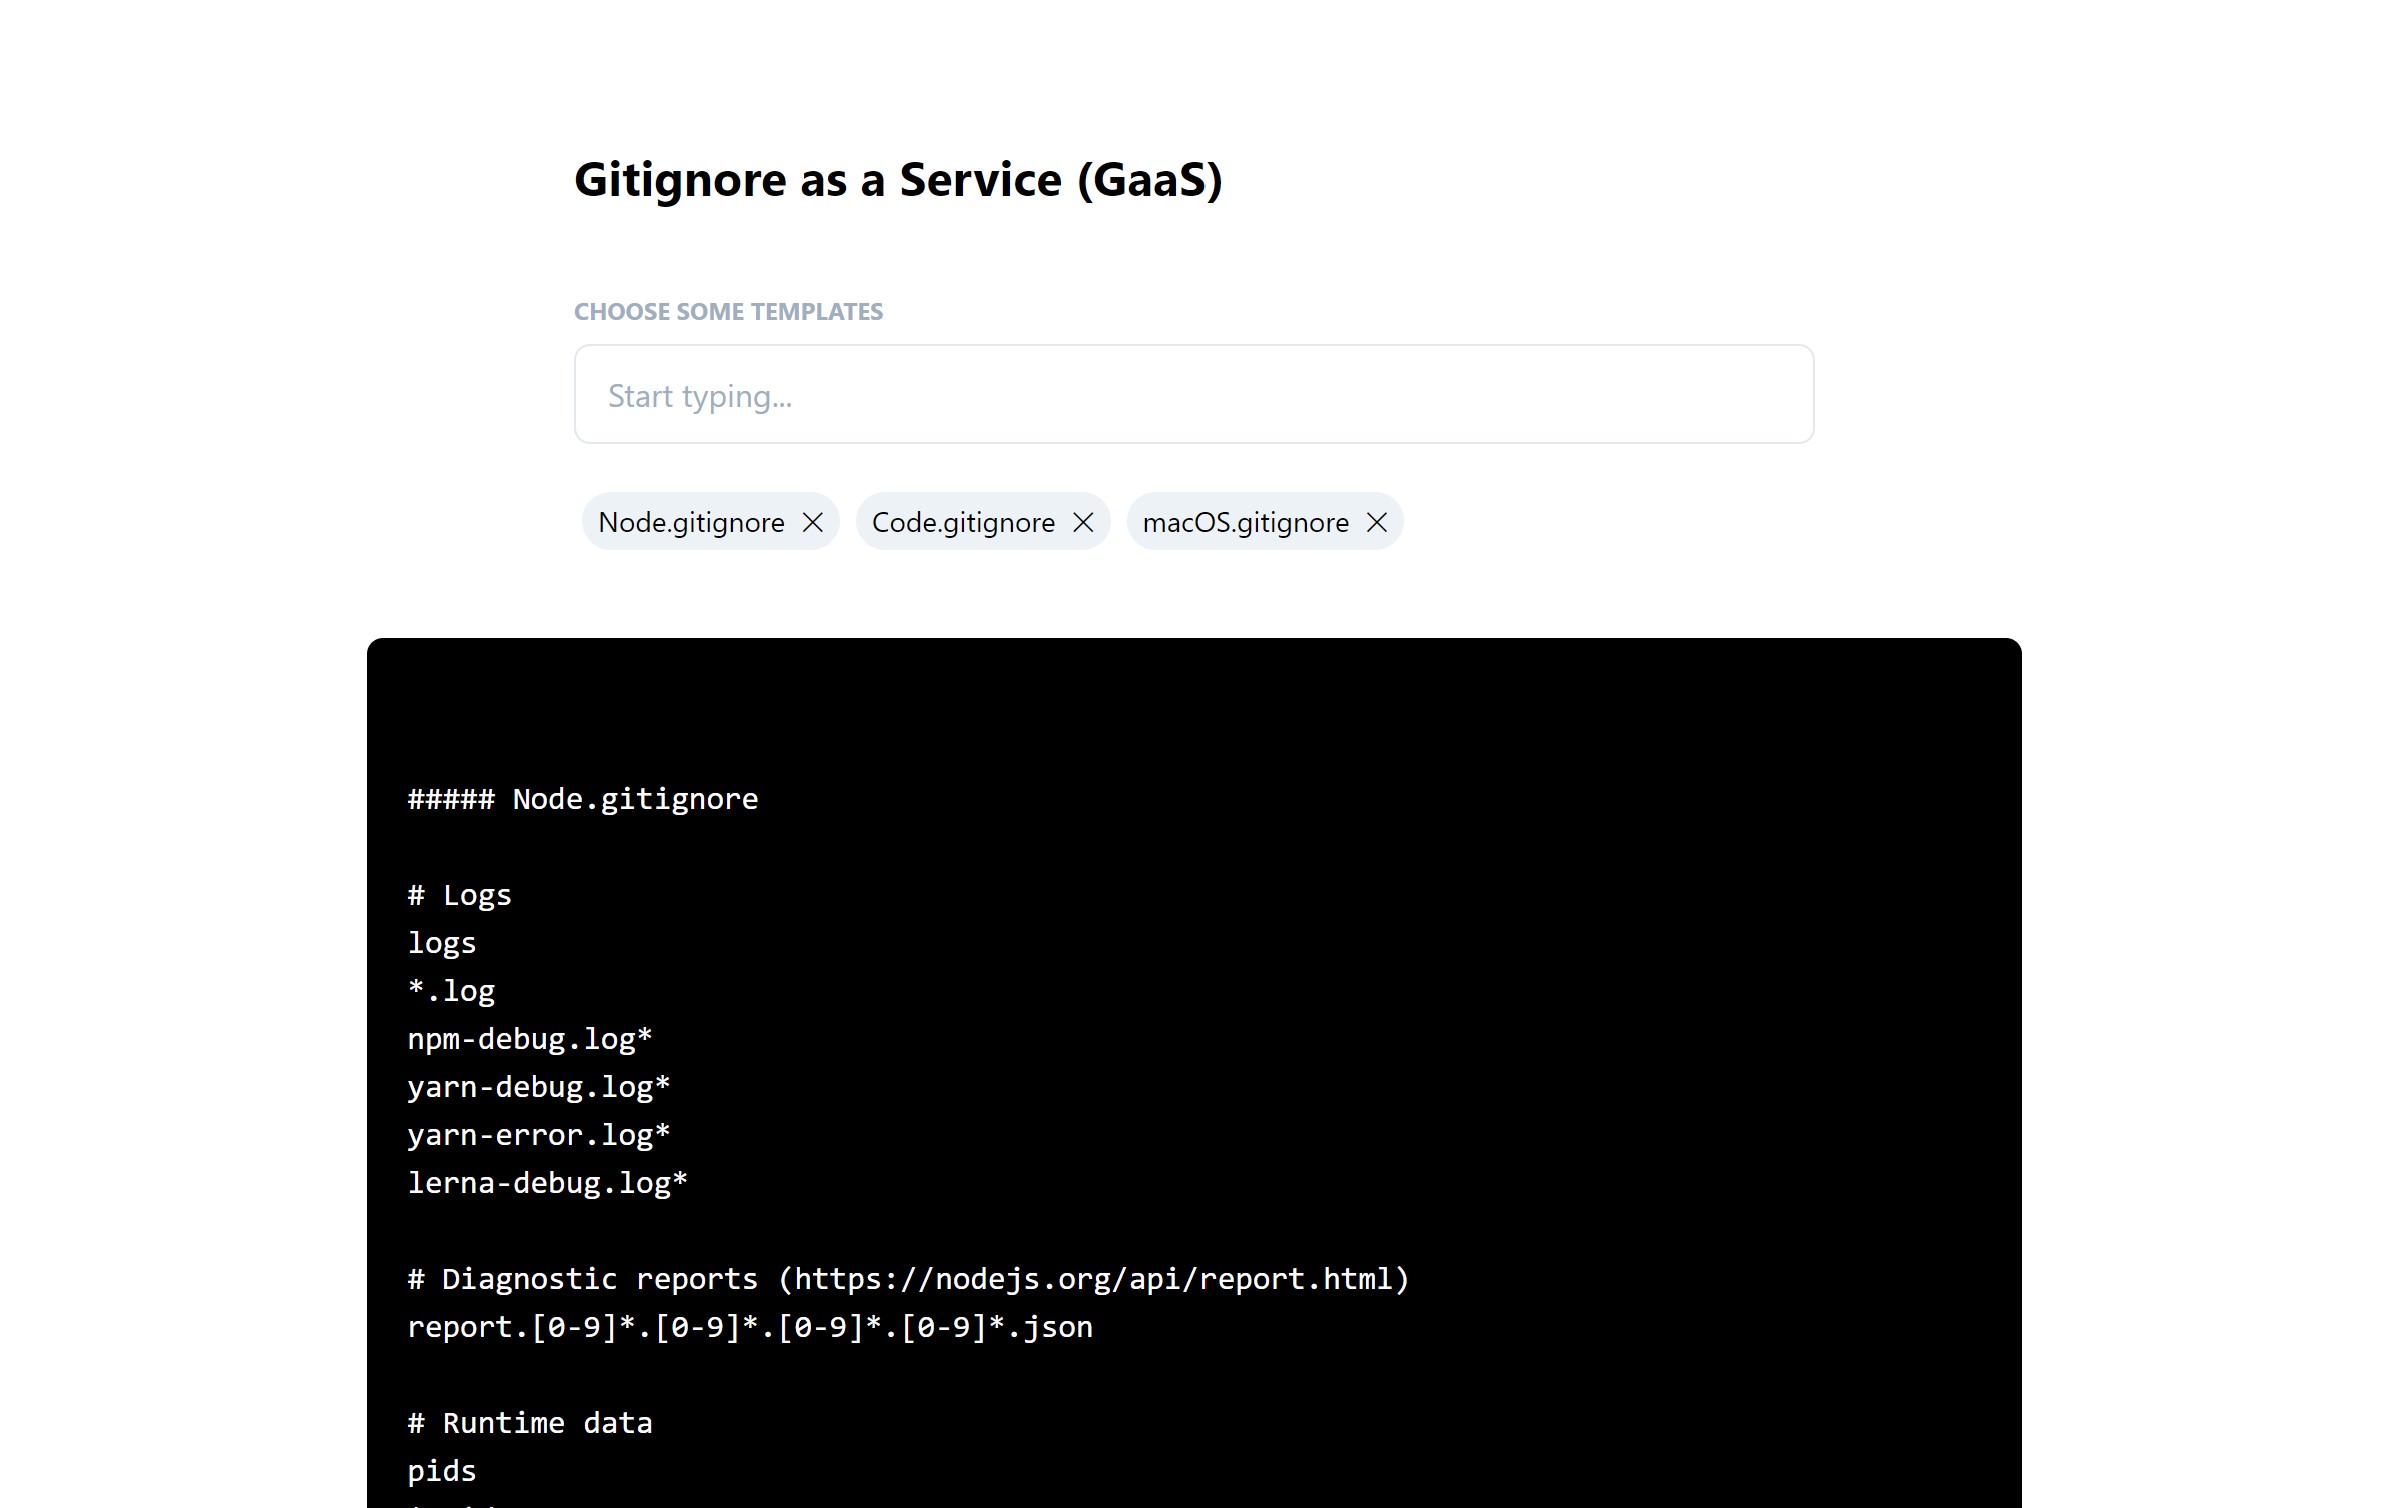 Gitignore as a Service (GaaS)
CHOOSE SOME TEMPLATES
Start typing...
Node.gitignore
Code.gitignore
macOS.gitignore
##### Node.gitignore
# Logs
logs
*.log
npm-debug.log*
yarn-debug.log*
yarn-error.log*
lerna-debug.log*
# Diagnostic reports (https://nodejs.org/api/report.html)
report.[0-9]*.[0-9]*.[0-9]*.[0-9]*.json
# Runtime data
pids